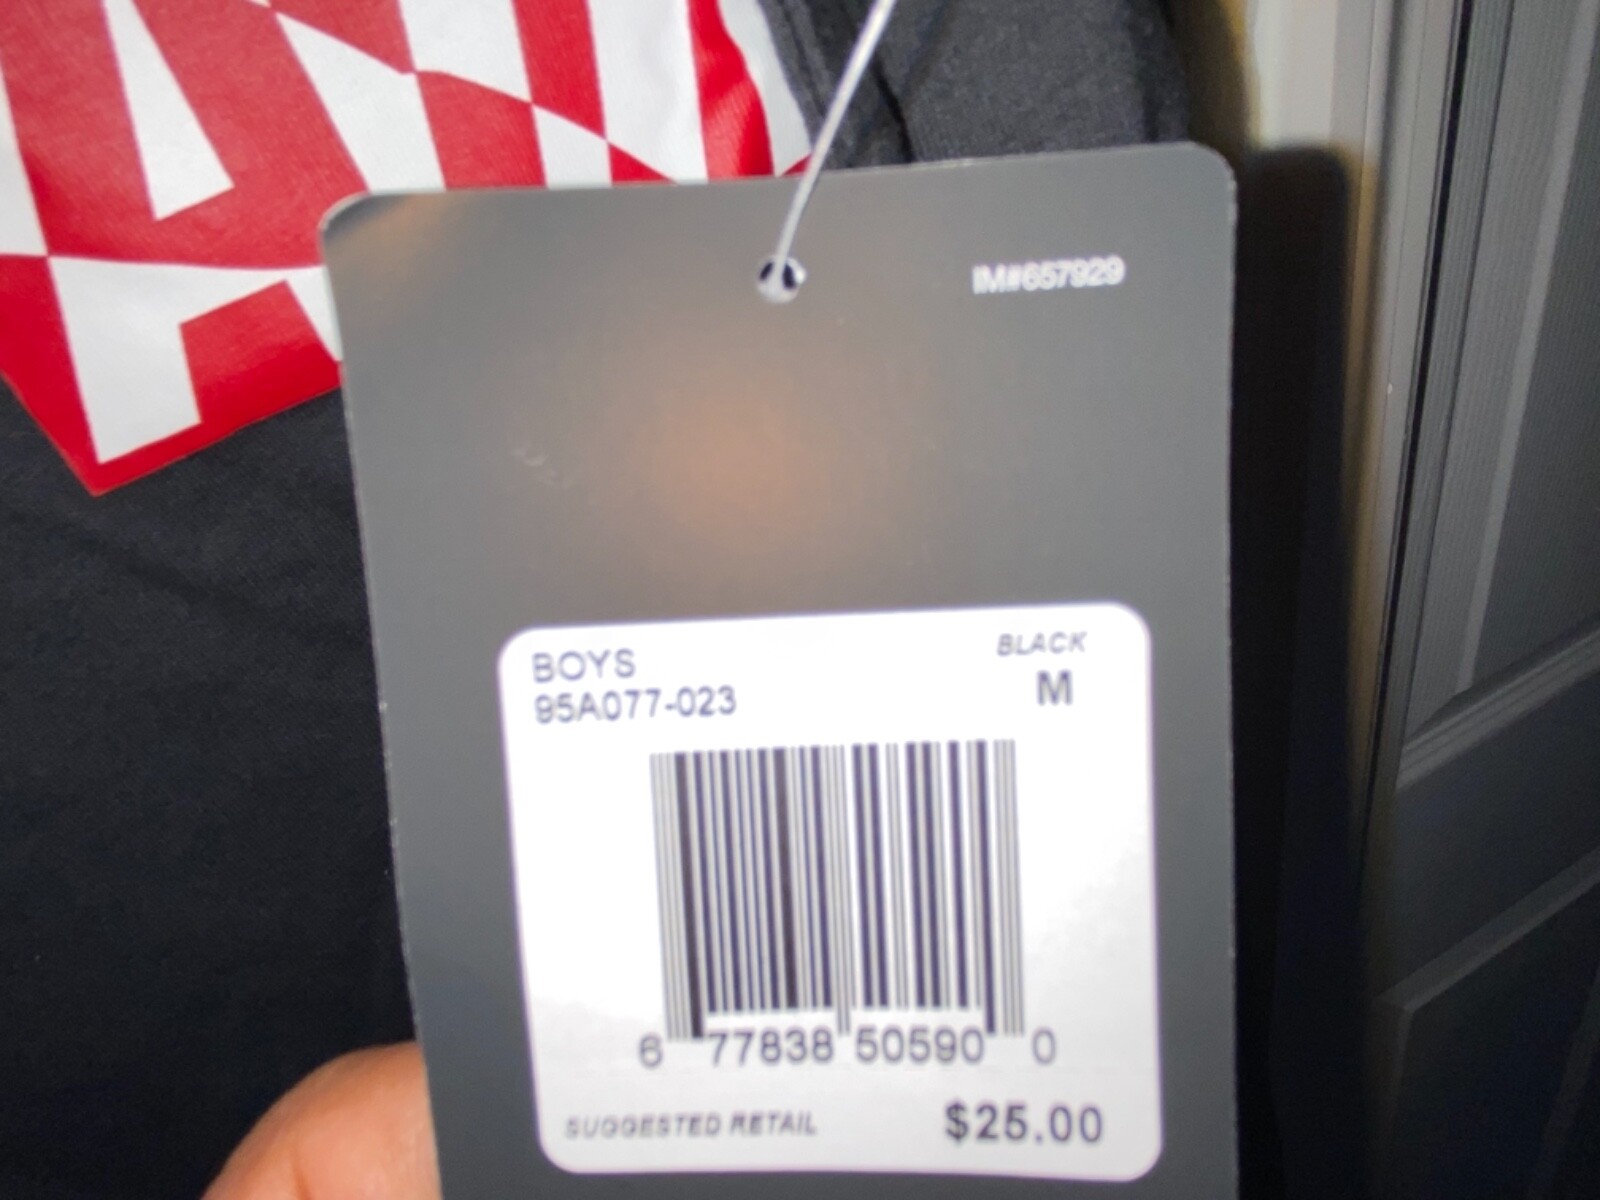 IM#657929
BOYS
BLACK
95A077-023
M
6 77838 50590 0
SUGGESTED RETAIL
$25.00